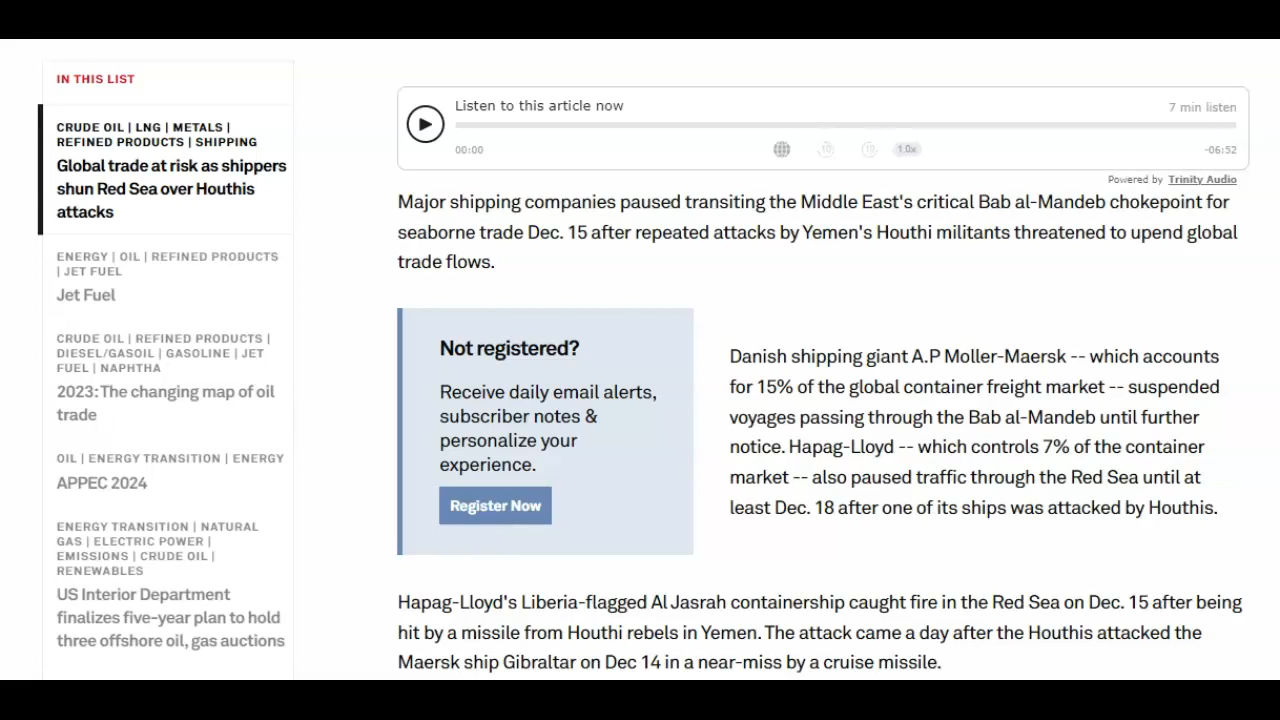 IN THIS LIST
CRUDE OIL | LNG | METALS |
REFINED PRODUCTS | SHIPPING
Global trade at risk as shippers
shun Red Sea over Houthis
attacks
ENERGY | OIL | REFINED PRODUCTS
| JET FUEL
Jet Fuel
CRUDE OIL | REFINED PRODUCTS |
DIESEL/GASOIL | GASOLINE | JET
FUEL | NAPHTHA
2023: The changing map of oil
trade
OIL | ENERGY TRANSITION | ENERGY
APPEC 2024
ENERGY TRANSITION | NATURAL
GAS | ELECTRIC POWER |
EMISSIONS | CRUDE OIL |
RENEWABLES
US Interior Department
finalizes five-year plan to hold
three offshore oil, gas auctions
Listen to this article now
7 min listen
00:00
10
10
1.0x
-06:52
Powered by Trinity Audio
Major shipping companies paused transiting the Middle East's critical Bab al-Mandeb chokepoint for
seaborne trade Dec. 15 after repeated attacks by Yemen's Houthi militants threatened to upend global
trade flows.
Not registered?
Receive daily email alerts,
subscriber notes &
personalize your
experience.
Register Now
Danish shipping giant A.P Moller-Maersk -- which accounts
for 15% of the global container freight market -- suspended
voyages passing through the Bab al-Mandeb until further
notice. Hapag-Lloyd -- which controls 7% of the container
market -- also paused traffic through the Red Sea until at
least Dec. 18 after one of its ships was attacked by Houthis.
Hapag-Lloyd's Liberia-flagged Al Jasrah containership caught fire in the Red Sea on Dec. 15 after being
hit by a missile from Houthi rebels in Yemen. The attack came a day after the Houthis attacked the
Maersk ship Gibraltar on Dec 14 in a near-miss by a cruise missile.